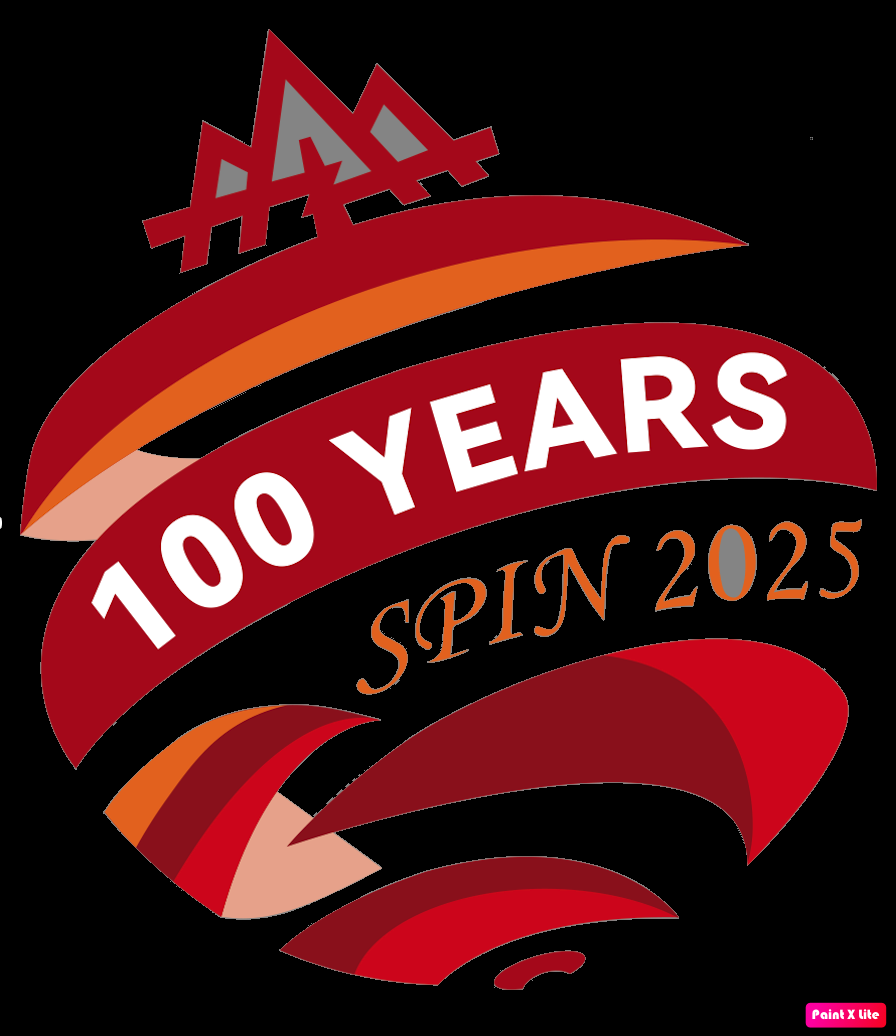 100 YEARS
SPIN 2025
Paint X Lite